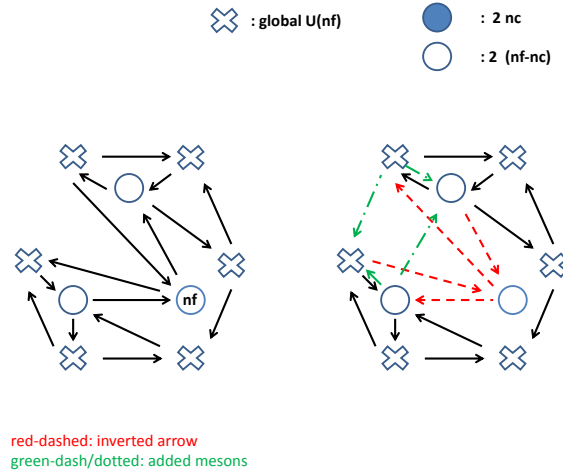 : global U(nf)
: 2 nc
: 2 (nf-nc)
nf
red-dashed: inverted arrow
green-dash/dotted: added mesons